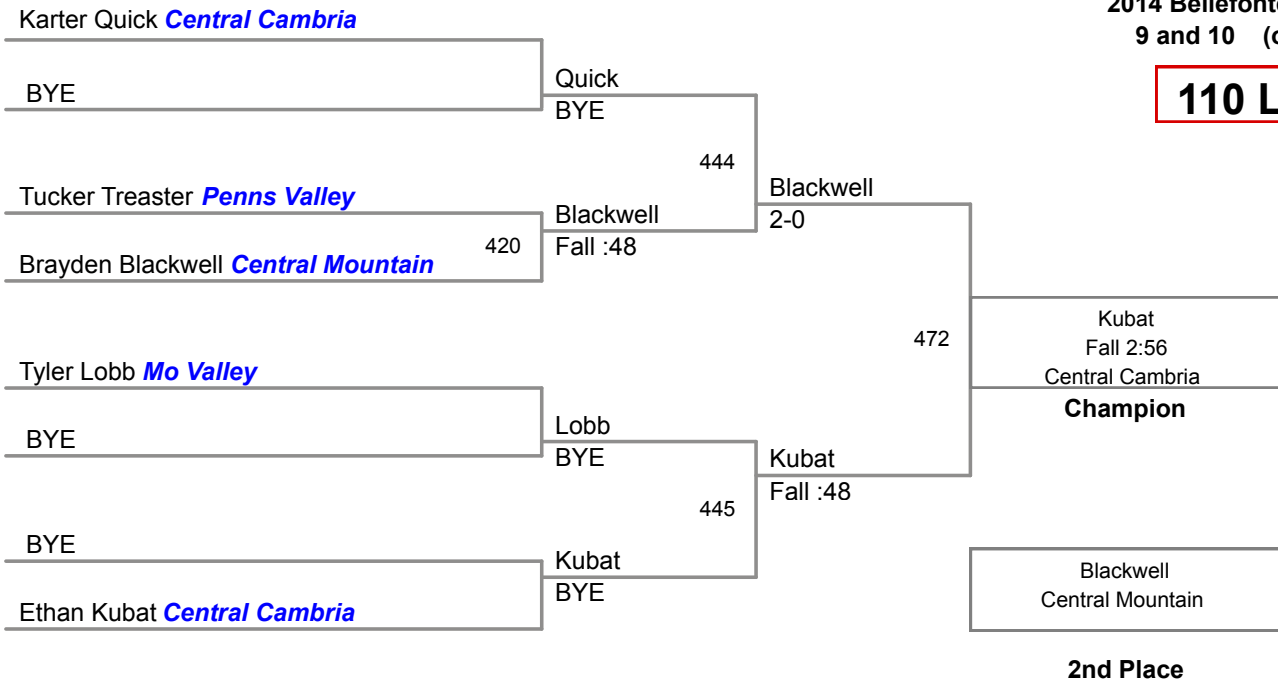 2014 Bellefonte
9 and 10 (
110 L
Karter Quick Central Cambria
BYE
Quick
BYE
444
Tucker Treaster Penns Valley
Blackwell
2-0
Blackwell
Fall :48
420
Brayden Blackwell Central Mountain
472
Kubat
Fall 2:56
Central Cambria
Champion
Tyler Lobb Mo Valley
BYE
Lobb
BYE
Kubat
Fall :48
445
BYE
Kubat
BYE
Ethan Kubat Central Cambria
Blackwell
Central Mountain
2nd Place